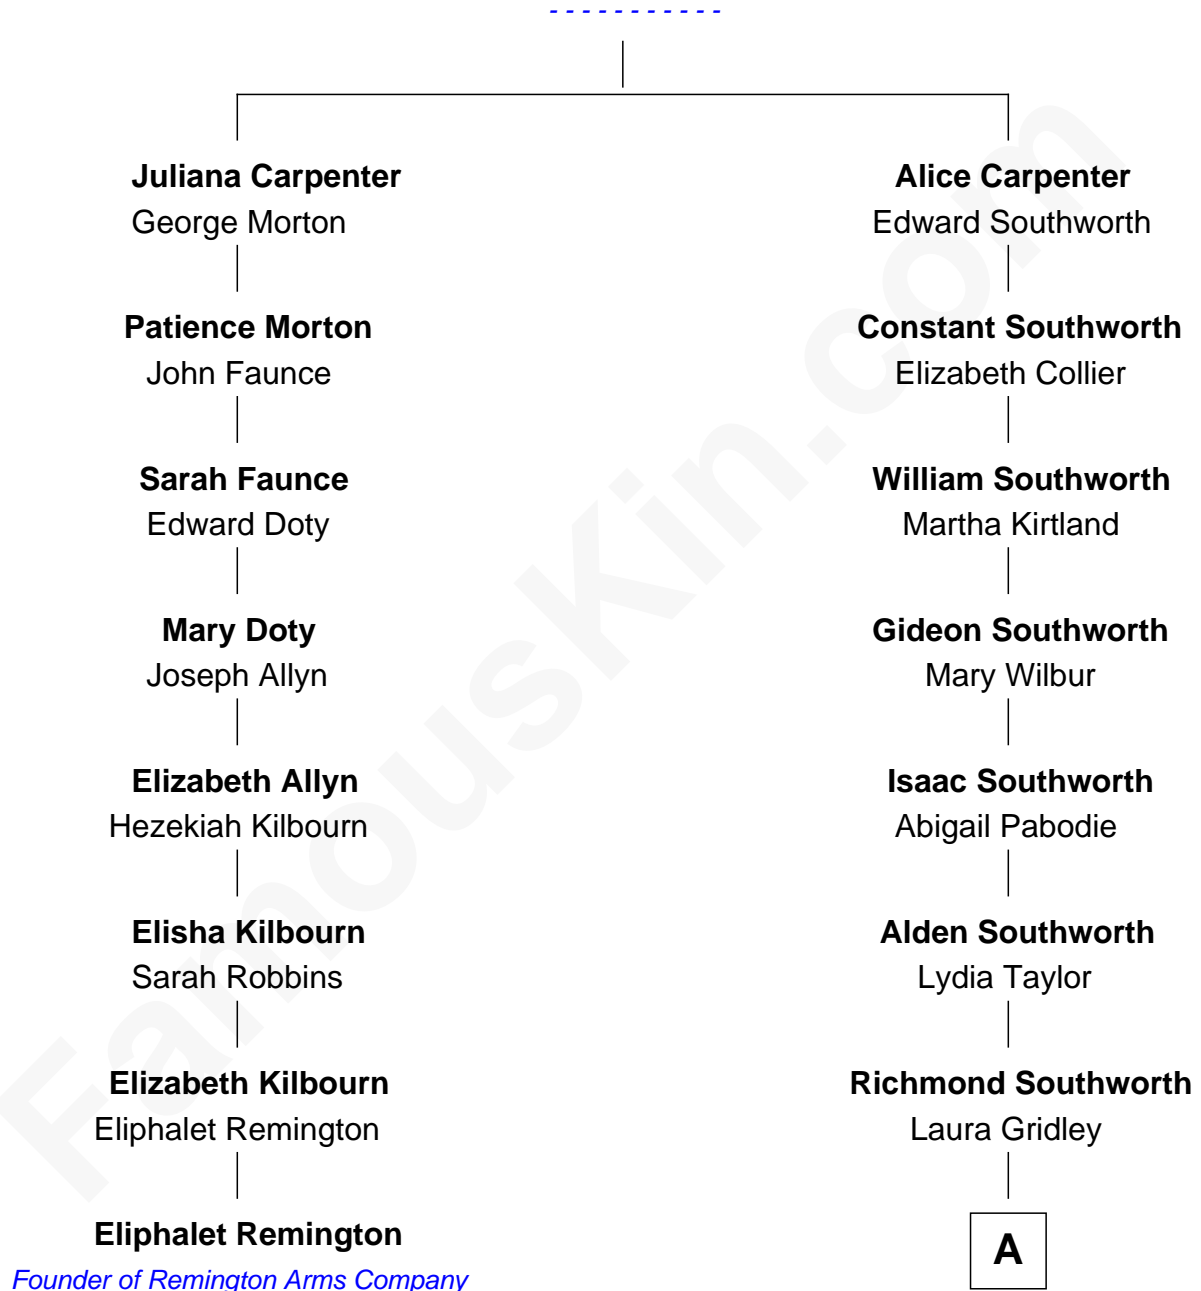 - - - - - - - - - - -
Juliana Carpenter
George Morton
Alice Carpenter
Edward Southworth
Patience Morton
John Faunce
Constant Southworth
Elizabeth Collier
Sarah Faunce
Edward Doty
William Southworth
Martha Kirtland
Mary Doty
Joseph Allyn
Gideon Southworth
Mary Wilbur
Elizabeth Allyn
Hezekiah Kilbourn
Isaac Southworth
Abigail Pabodie
Elisha Kilbourn
Sarah Robbins
Alden Southworth
Lydia Taylor
Elizabeth Kilbourn
Eliphalet Remington
Richmond Southworth
Laura Gridley
Eliphalet Remington
Founder of Remington Arms Company
A
FamousKin.com